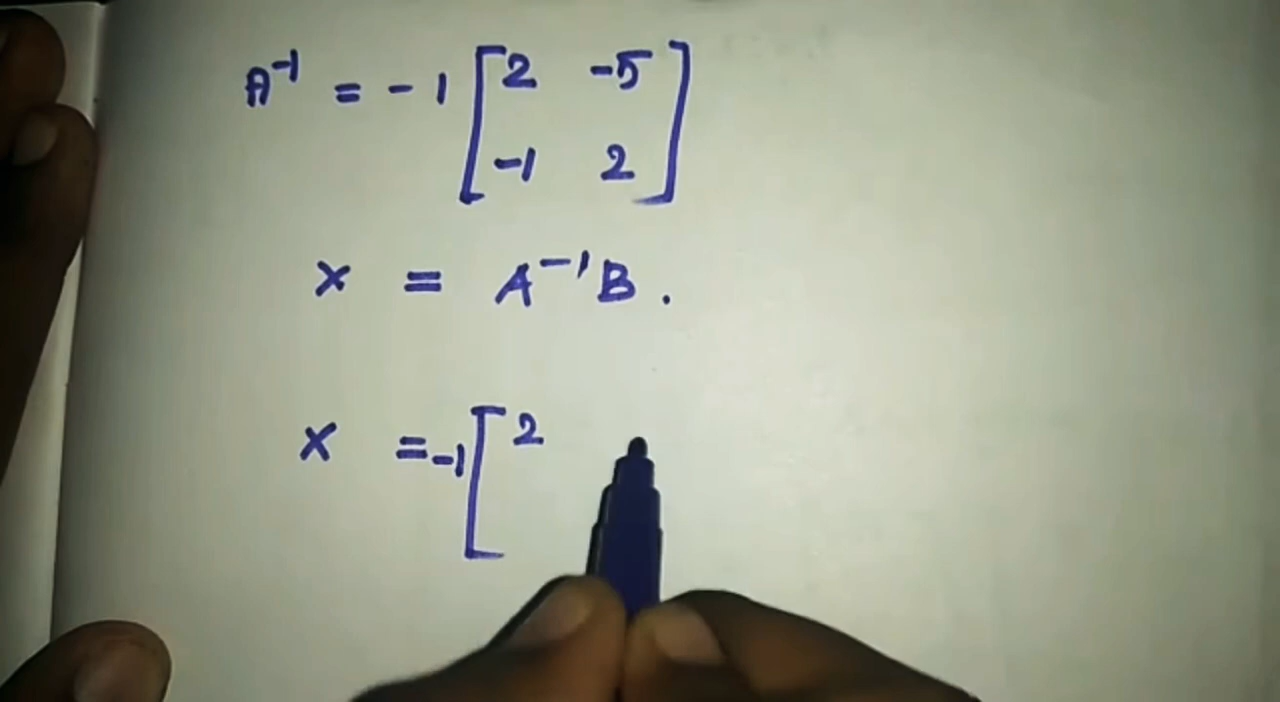 A⁻¹ = -1 [ 2 -5
-1 2 ]
x = A⁻¹B.
x = -1 [ 2